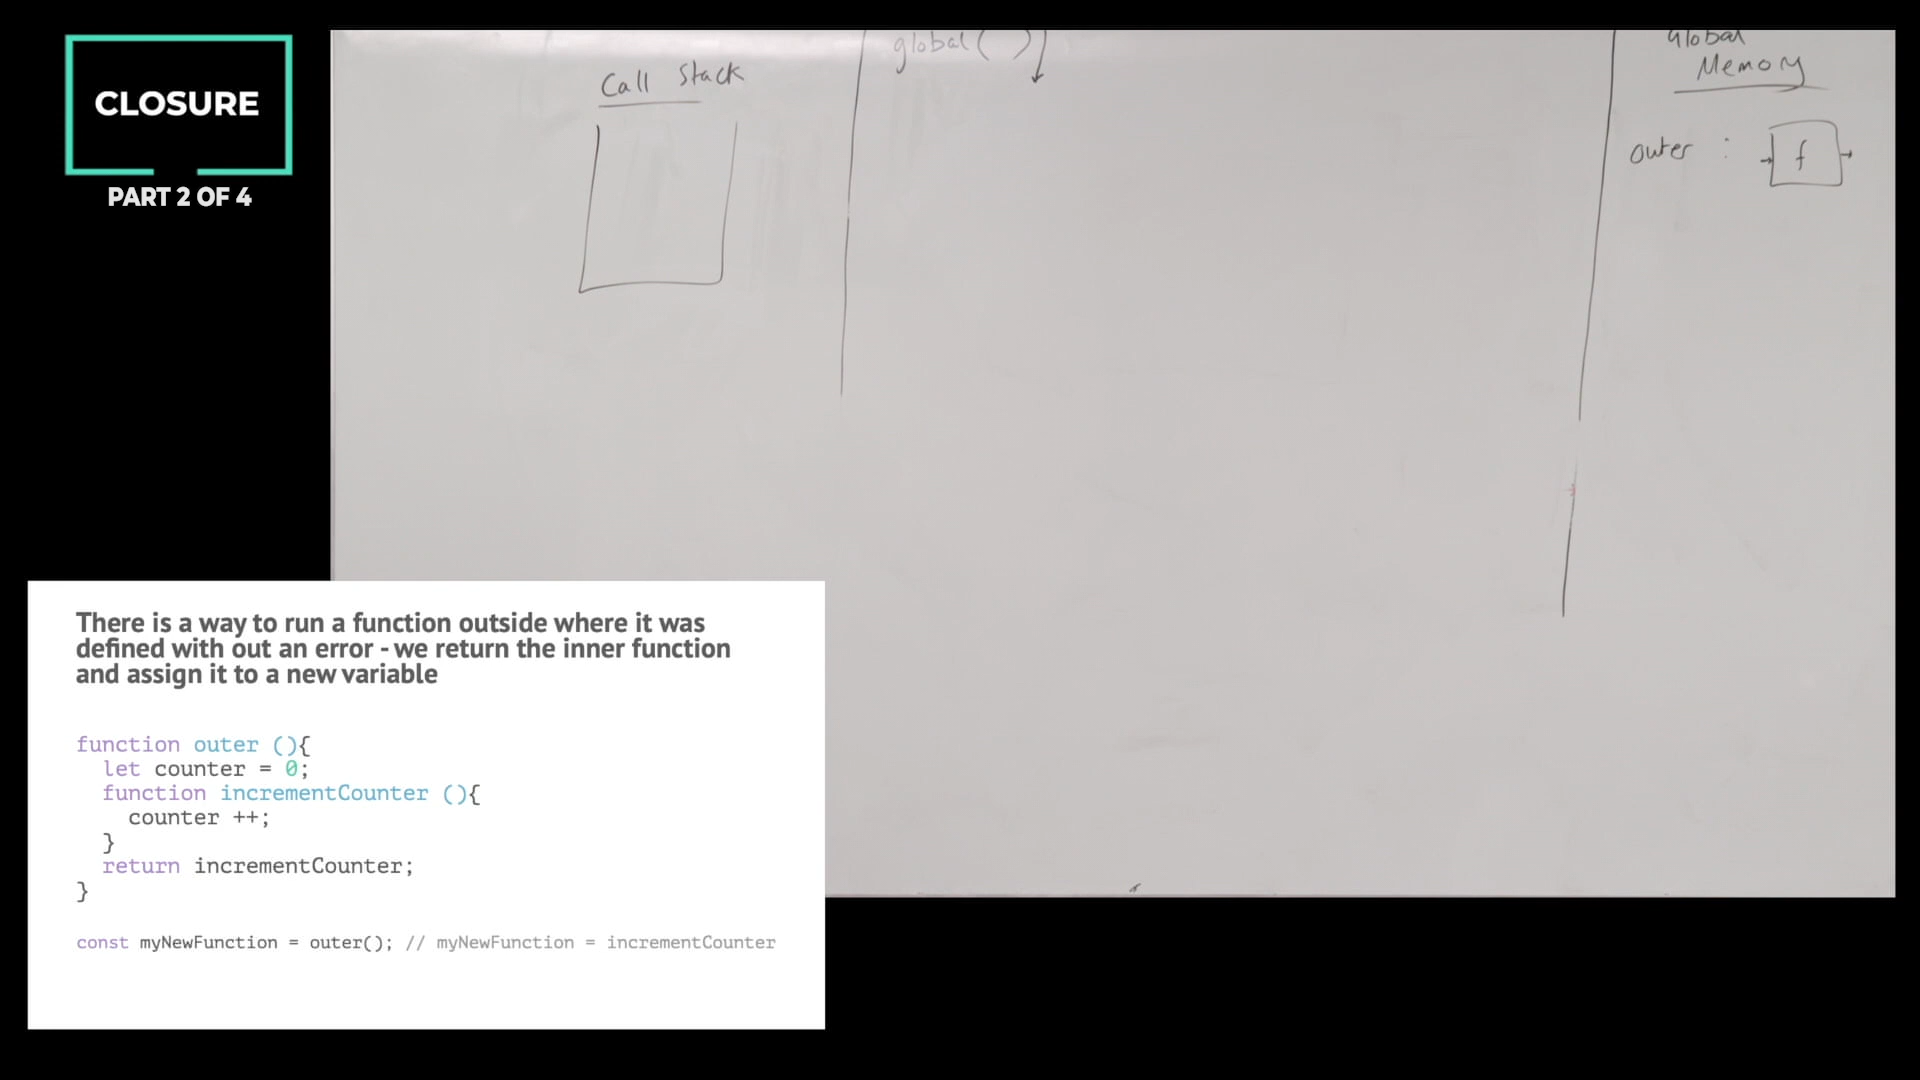 CLOSURE
PART 2 OF 4
Call Stack
global( )
Global
Memory
outer : f
There is a way to run a function outside where it was
defined with out an error - we return the inner function
and assign it to a new variable
function outer (){
let counter = 0;
function incrementCounter (){
counter ++;
}
return incrementCounter;
}
const myNewFunction = outer(); // myNewFunction = incrementCounter